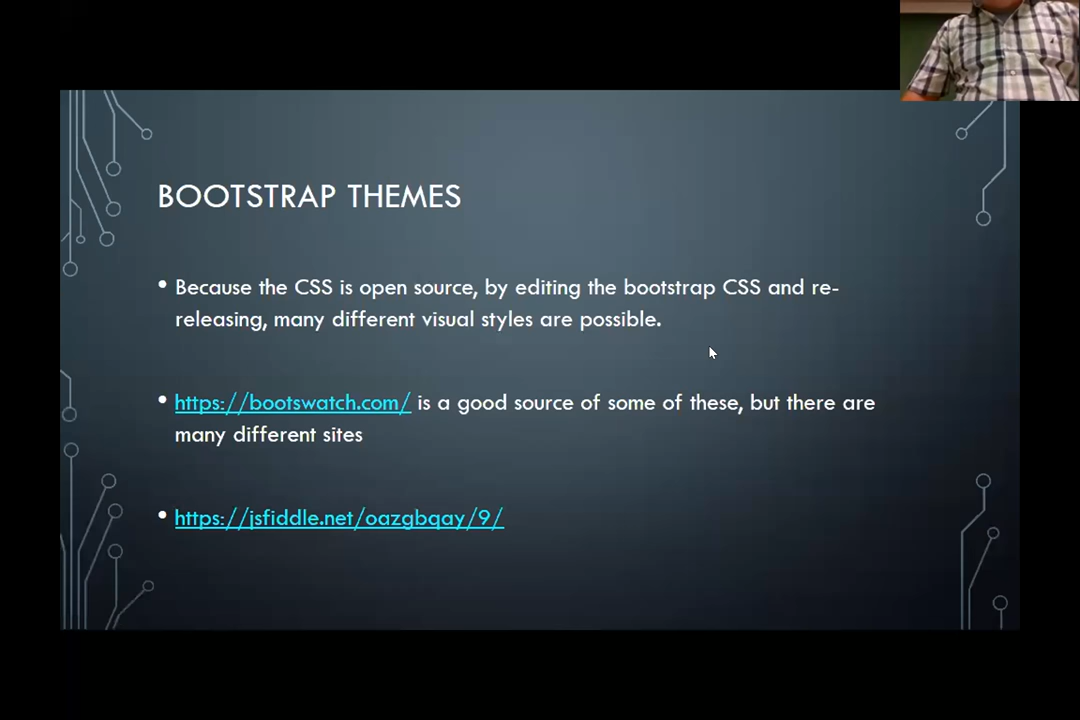 BOOTSTRAP THEMES
• Because the CSS is open source, by editing the bootstrap CSS and re-
releasing, many different visual styles are possible.
• https://bootswatch.com/ is a good source of some of these, but there are
many different sites
• https://jsfiddle.net/oazgbqay/9/